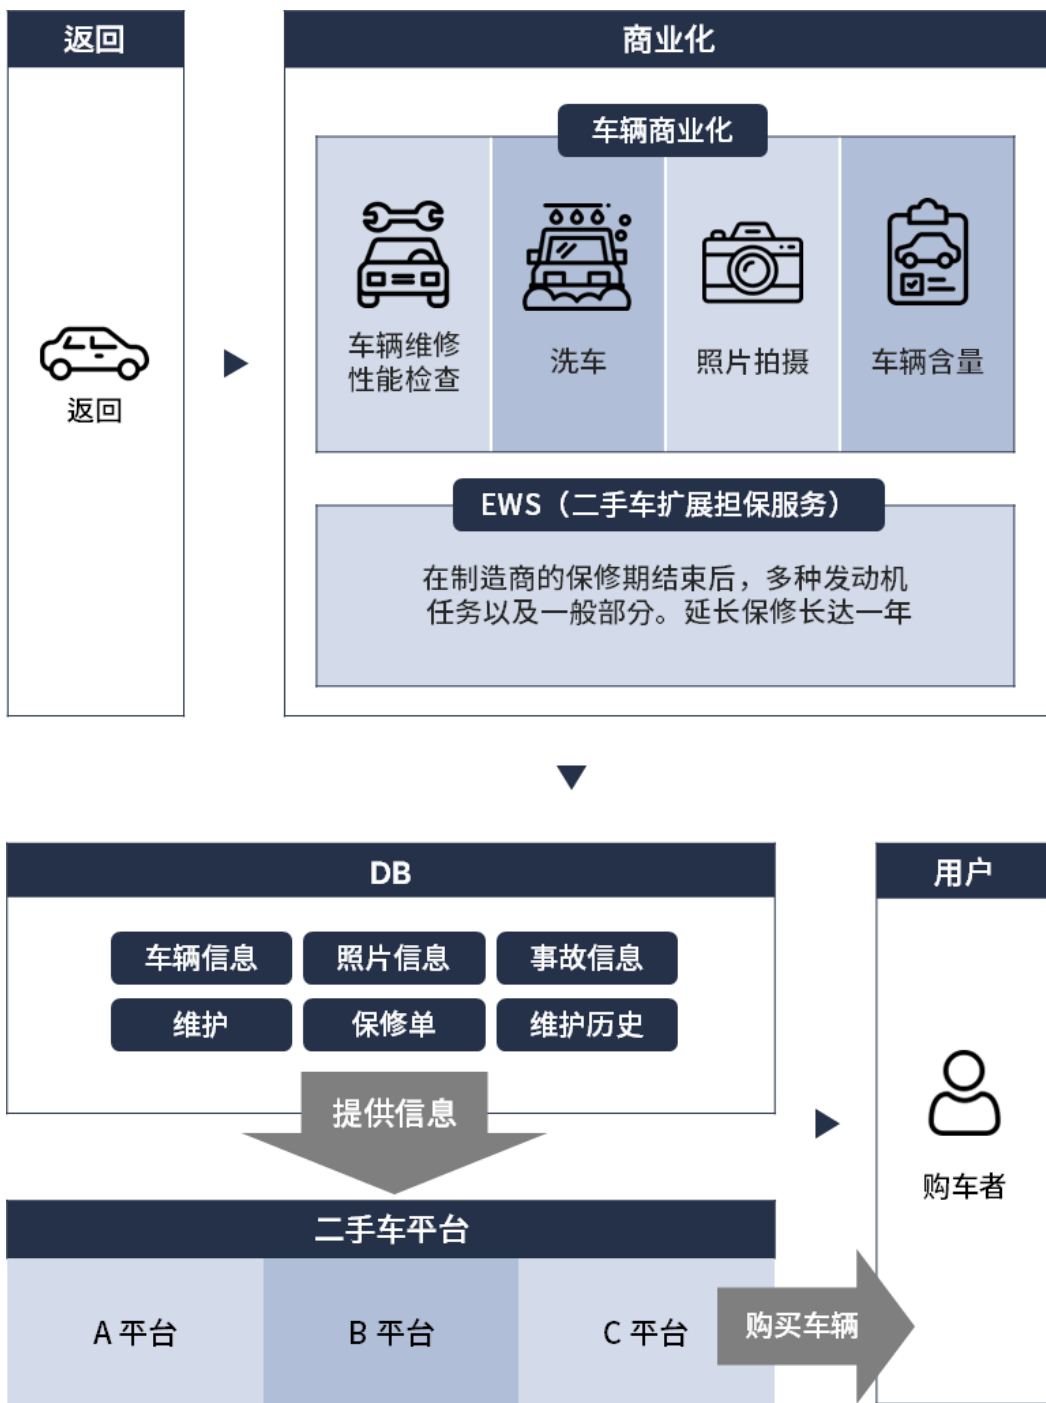 返回
商业化
返回
车辆商业化
车辆维修
性能检查
洗车
照片拍摄
车辆含量
EWS（二手车扩展担保服务）
在制造商的保修期结束后，多种发动机
任务以及一般部分。延长保修长达一年
DB
车辆信息
照片信息
事故信息
维护
保修单
维护历史
提供信息
二手车平台
A 平台
B 平台
C 平台
购买车辆
用户
购车者